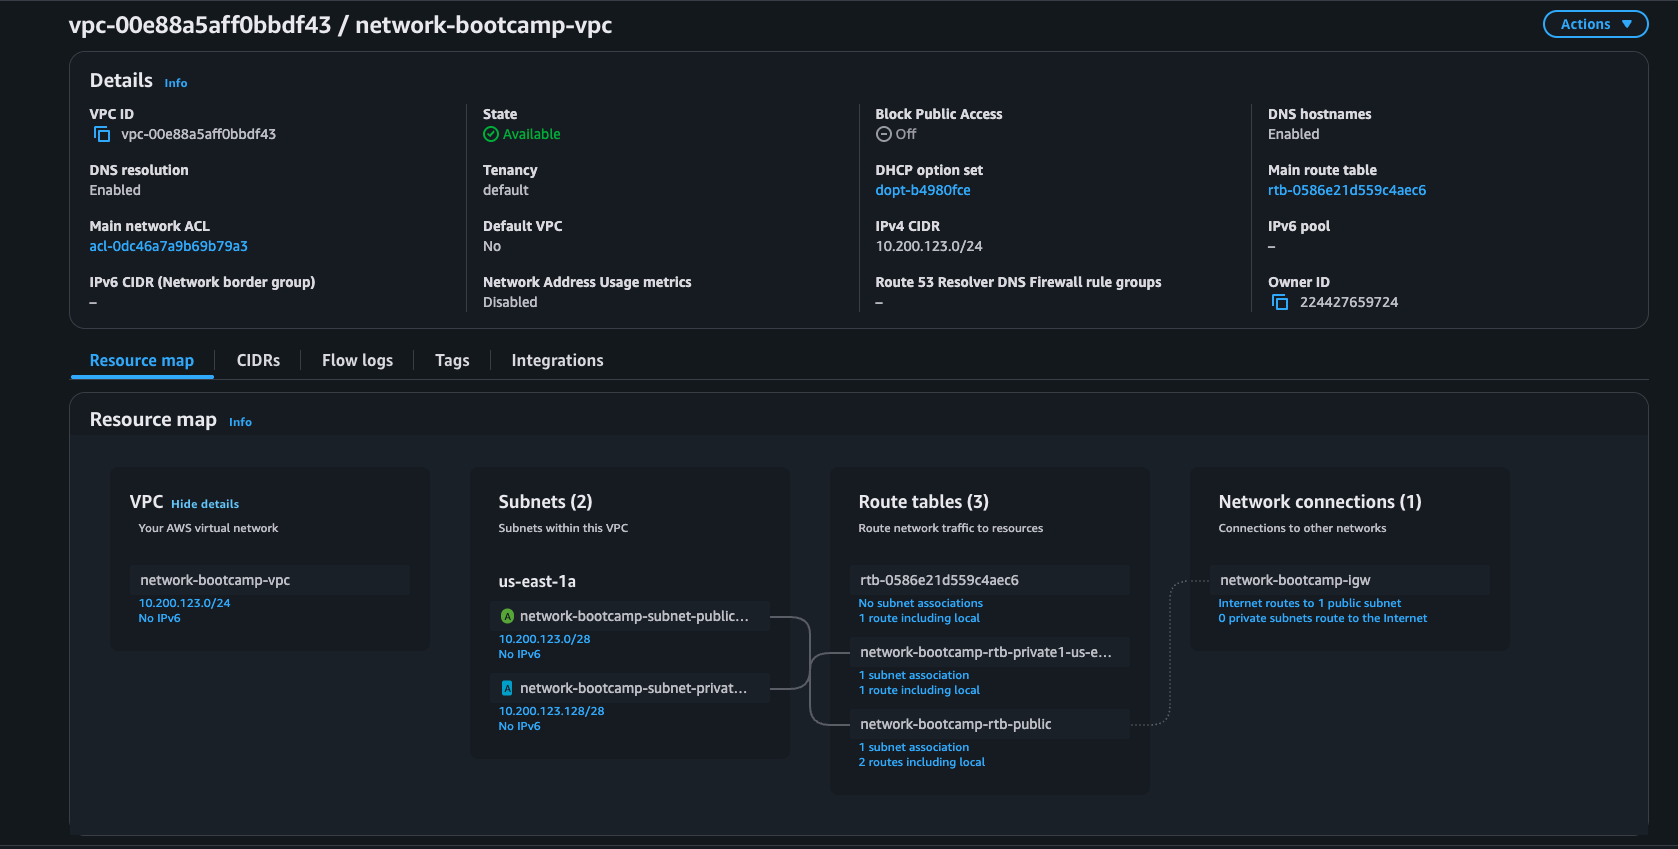 vpc-00e88a5aff0bbdf43 / network-bootcamp-vpc
Actions
Details Info
VPC ID
vpc-00e88a5aff0bbdf43
State
Available
Block Public Access
Off
DNS hostnames
Enabled
DNS resolution
Enabled
Tenancy
default
DHCP option set
dopt-b4980fce
Main route table
rtb-0586e21d559c4aec6
Main network ACL
acl-0dc46a7a9b69b79a3
Default VPC
No
IPv4 CIDR
10.200.123.0/24
IPv6 pool
–
IPv6 CIDR (Network border group)
–
Network Address Usage metrics
Disabled
Route 53 Resolver DNS Firewall rule groups
–
Owner ID
224427659724
Resource map
CIDRs
Flow logs
Tags
Integrations
Resource map Info
VPC Hide details
Your AWS virtual network
network-bootcamp-vpc
10.200.123.0/24
No IPv6
Subnets (2)
Subnets within this VPC
us-east-1a
A network-bootcamp-subnet-public...
10.200.123.0/28
No IPv6
A network-bootcamp-subnet-privat...
10.200.123.128/28
No IPv6
Route tables (3)
Route network traffic to resources
rtb-0586e21d559c4aec6
No subnet associations
1 route including local
network-bootcamp-rtb-private1-us-e...
1 subnet association
1 route including local
network-bootcamp-rtb-public
1 subnet association
2 routes including local
Network connections (1)
Connections to other networks
network-bootcamp-igw
Internet routes to 1 public subnet
0 private subnets route to the Internet